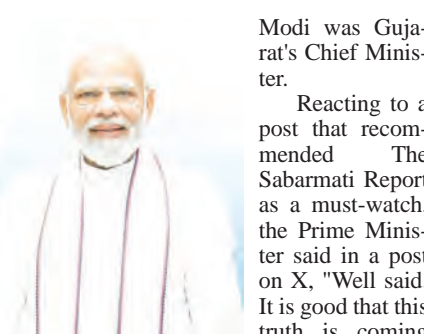 Modi was Guja-
rat's Chief Minis-
ter.
Reacting to a
post that recom-
mended The
Sabarmati Report
as a must-watch,
the Prime Minis-
ter said in a post
on X, "Well said.
It is good that this
truth is coming